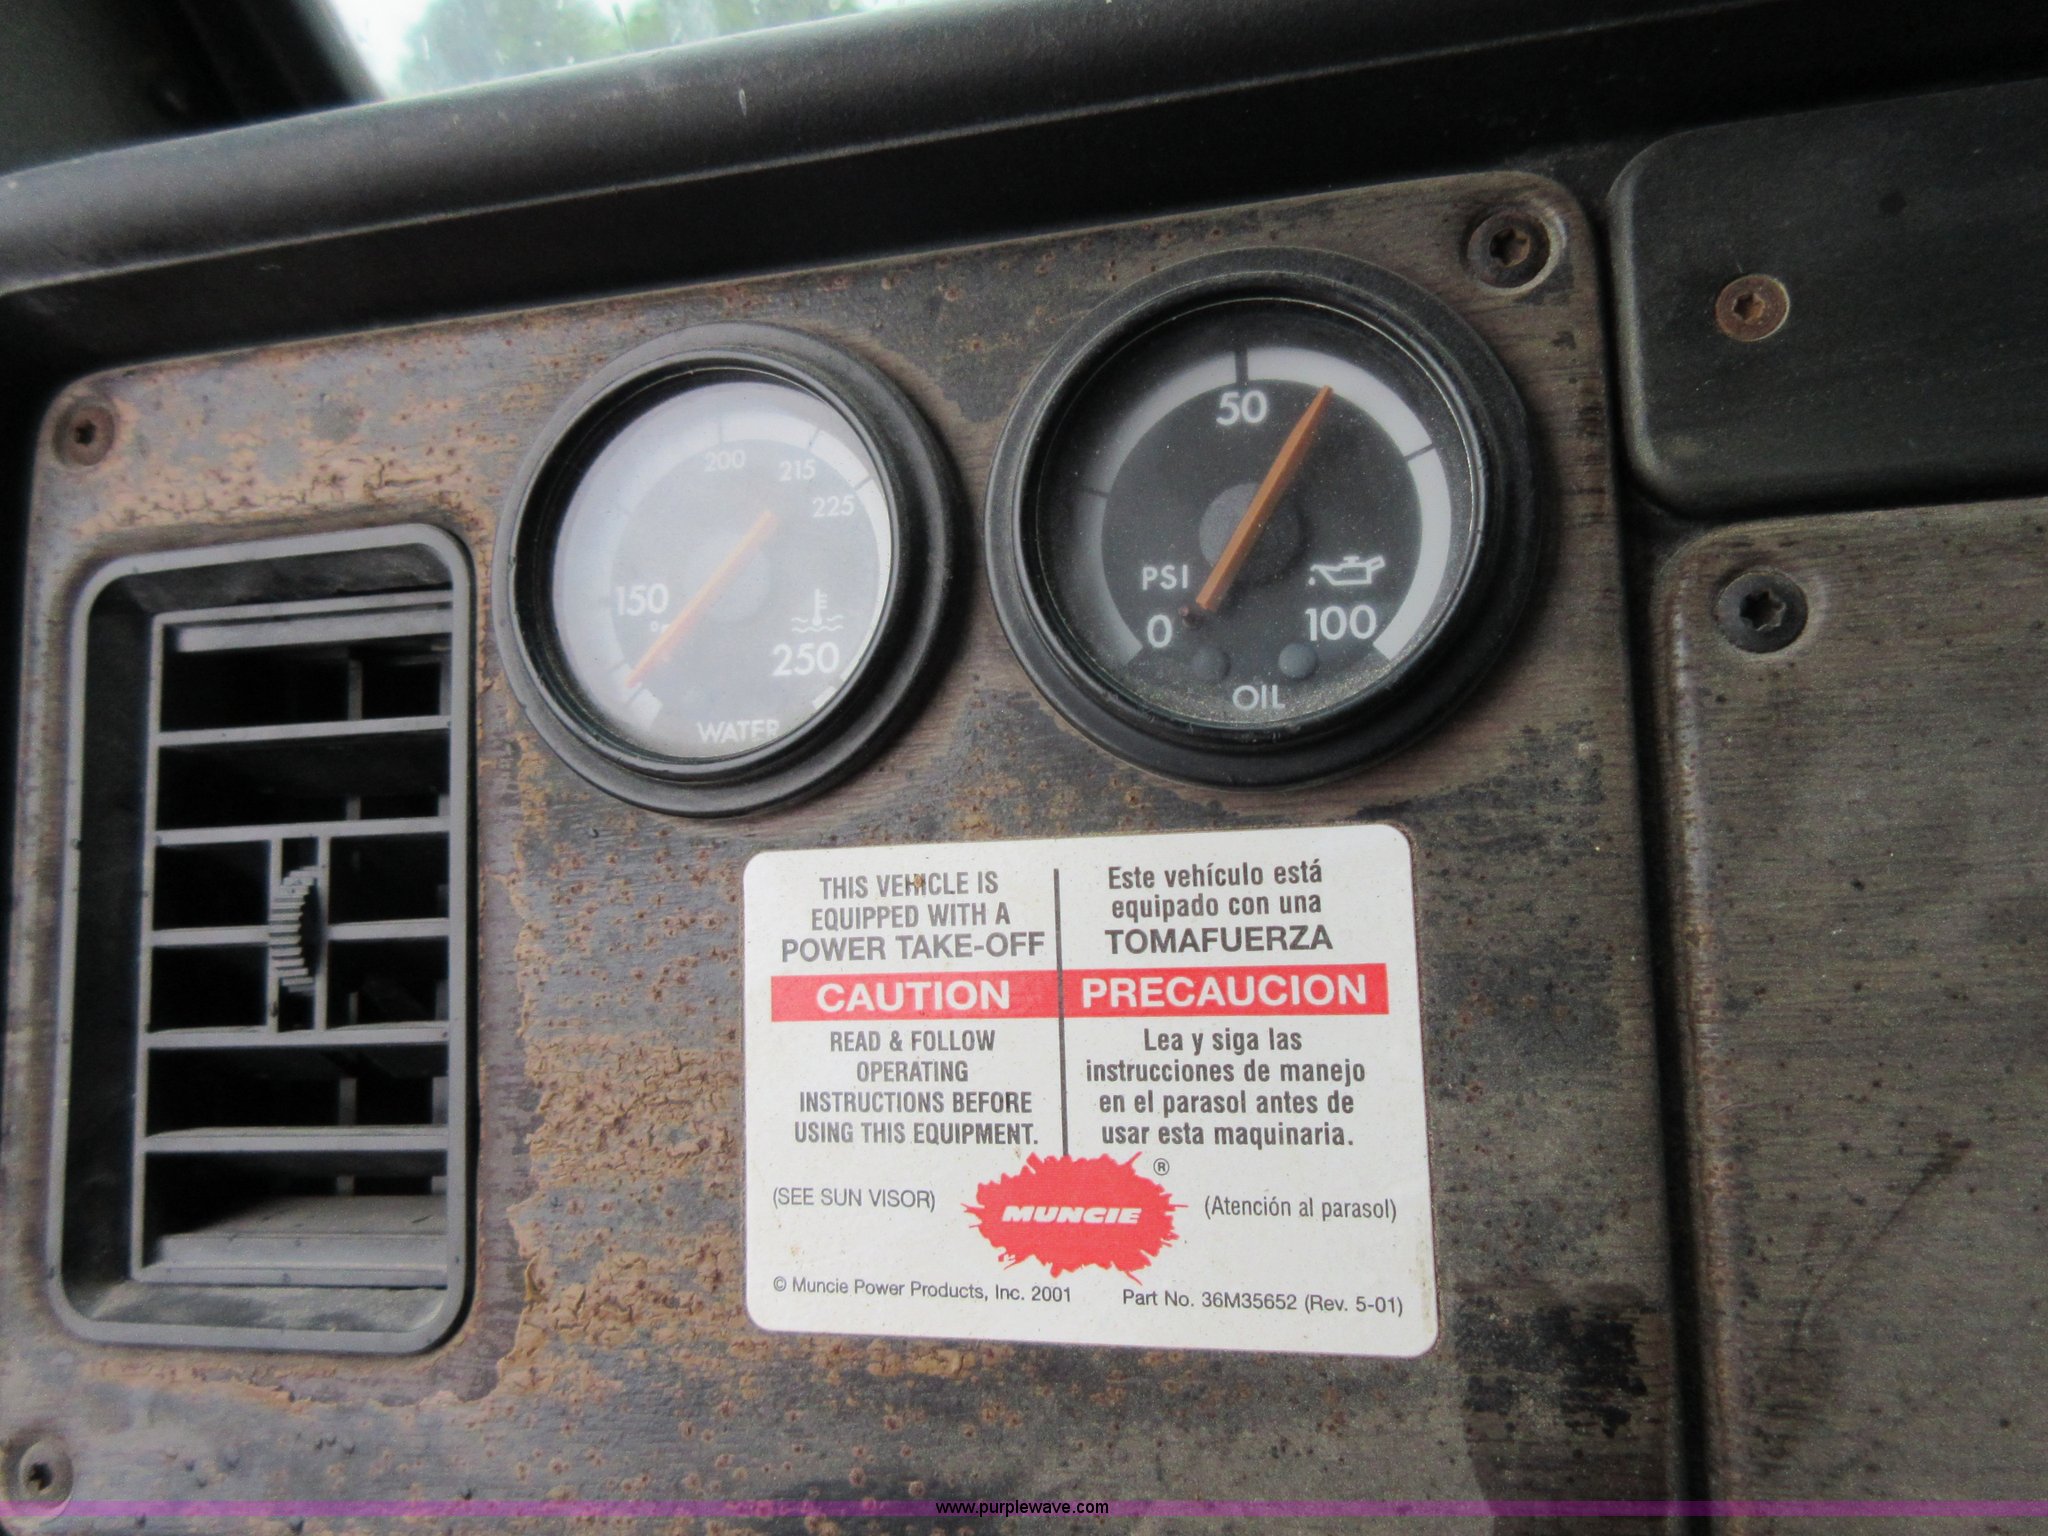 200
215
225
150
°F
250
WATER
50
PSI
0
100
OIL
THIS VEHICLE IS
EQUIPPED WITH A
POWER TAKE-OFF
CAUTION
READ & FOLLOW
OPERATING
INSTRUCTIONS BEFORE
USING THIS EQUIPMENT.
(SEE SUN VISOR)
Este vehículo está
equipado con una
TOMAFUERZA
PRECAUCION
Lea y siga las
instrucciones de manejo
en el parasol antes de
usar esta maquinaria.
(Atención al parasol)
MUNCIE ®
© Muncie Power Products, Inc. 2001
Part No. 36M35652 (Rev. 5-01)
www.purplewave.com